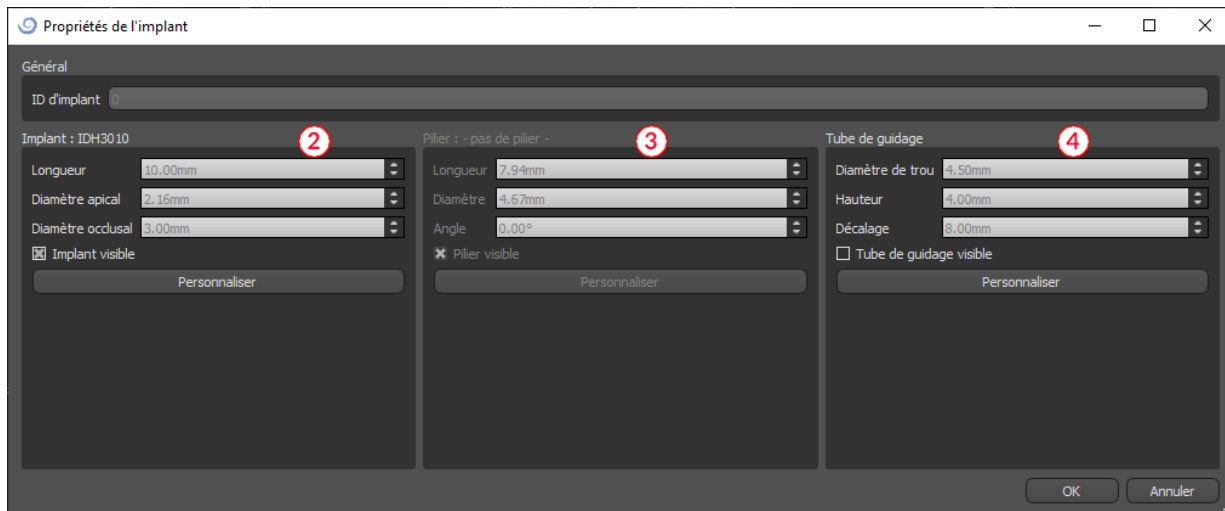 Propriétés de l'implant
Général
ID d'implant 0
Implant : IDH3010 2
Longueur 10.00mm
Diamètre apical 2.16mm
Diamètre occlusal 3.00mm
Implant visible
Personnaliser
Pilier : - pas de pilier - 3
Longueur 7.94mm
Diamètre 4.67mm
Angle 0.00°
Pilier visible
Personnaliser
Tube de guidage 4
Diamètre de trou 4.50mm
Hauteur 4.00mm
Décalage 8.00mm
Tube de guidage visible
Personnaliser
OK Annuler